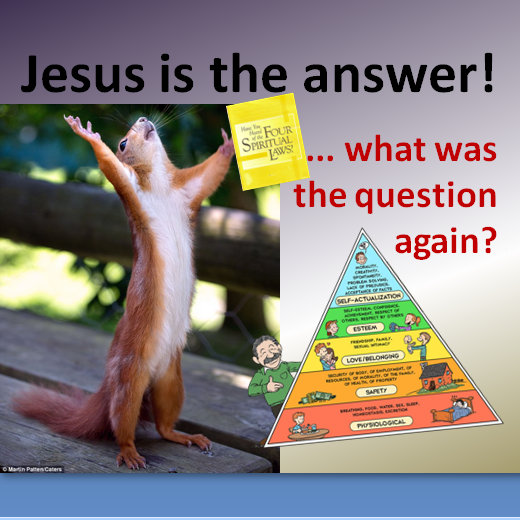 Jesus is the answer!
Have You
Heard
of the FOUR
SPIRITUAL
LAWS?
... what was
the question
again?
MORALITY,
CREATIVITY,
SPONTANEITY,
PROBLEM SOLVING,
LACK OF PREJUDICE,
ACCEPTANCE OF FACTS
SELF-ACTUALIZATION
SELF-ESTEEM, CONFIDENCE,
ACHIEVEMENT, RESPECT OF
OTHERS, RESPECT BY OTHERS
ESTEEM
FRIENDSHIP, FAMILY,
SEXUAL INTIMACY
LOVE/BELONGING
SECURITY OF BODY, OF EMPLOYMENT, OF
RESOURCES, OF MORALITY, OF THE FAMILY,
OF HEALTH, OF PROPERTY
SAFETY
BREATHING, FOOD, WATER, SEX, SLEEP,
HOMEOSTASIS, EXCRETION
PHYSIOLOGICAL
© Martin Patten/Caters